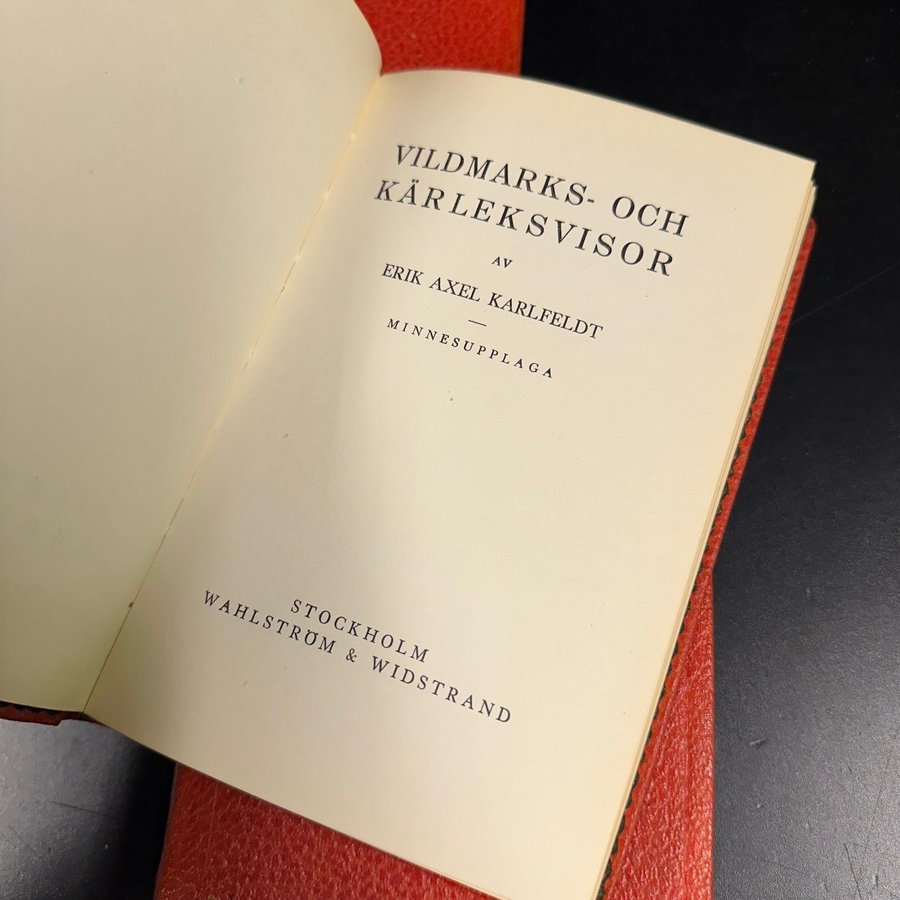 VILDMARKS- OCH
KÄRLEKSVISOR
AV
ERIK AXEL KARLFELDT
—
MINNESUPPLAGA
STOCKHOLM
WAHLSTRÖM & WIDSTRAND